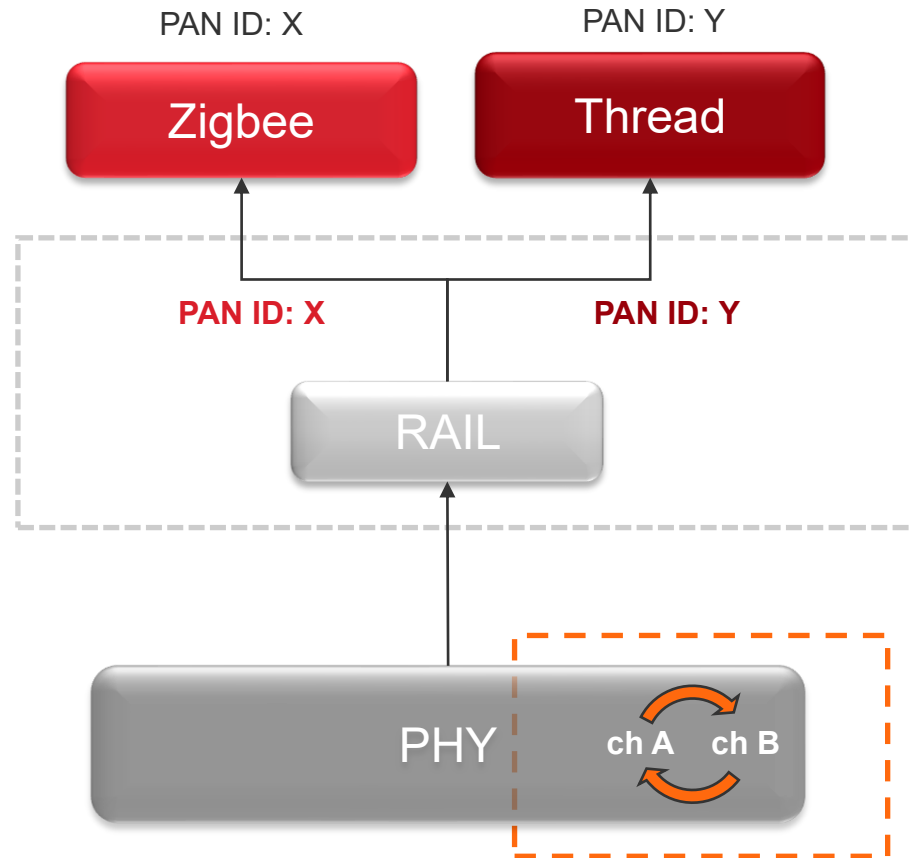 PAN ID: X
PAN ID: Y
Zigbee
Thread
PAN ID: X
PAN ID: Y
RAIL
PHY
ch A
ch B